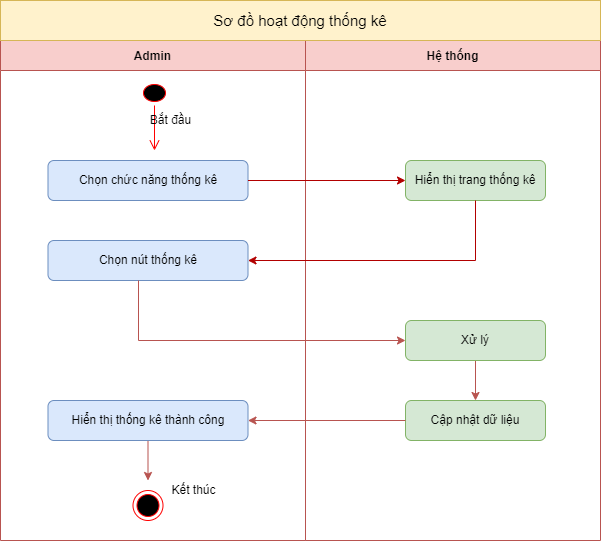 Sơ đồ hoạt động thống kê
Admin
Hệ thống
Bắt đầu
Chọn chức năng thống kê
Hiển thị trang thống kê
Chọn nút thống kê
Xử lý
Hiển thị thống kê thành công
Cập nhật dữ liệu
Kết thúc